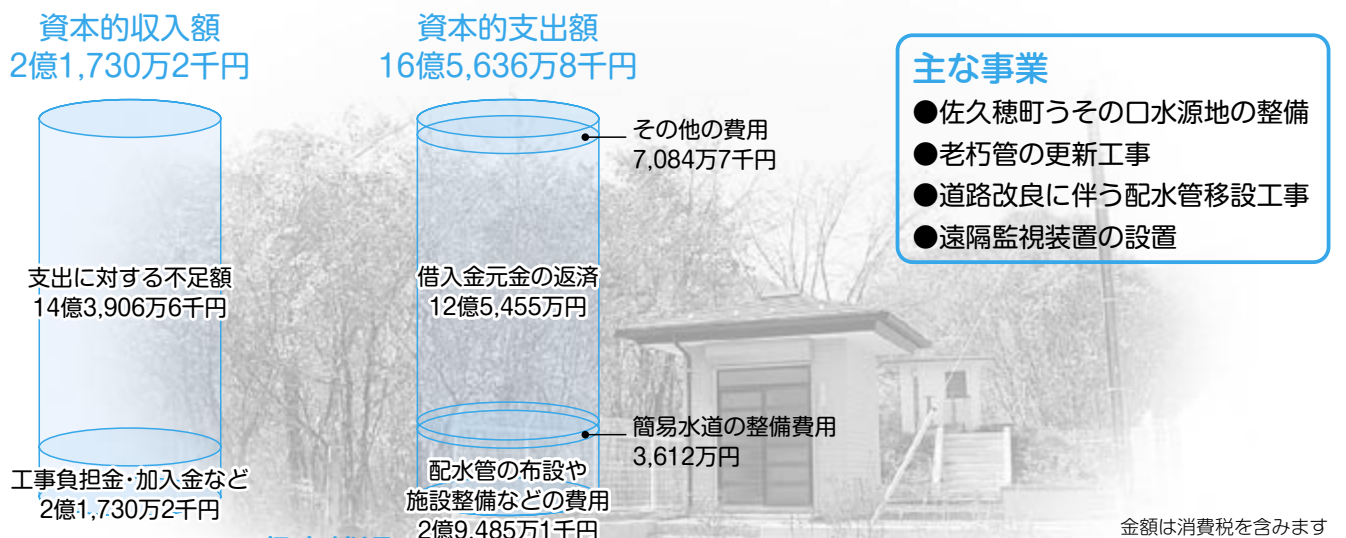 資本的収入額
2億1,730万2千円
支出に対する不足額
14億3,906万6千円
工事負担金・加入金など
2億1,730万2千円
資本的支出額
16億5,636万8千円
その他の費用
7,084万7千円
借入金元金の返済
12億5,455万円
簡易水道の整備費用
3,612万円
配水管の布設や
施設整備などの費用
2億9,485万1千円
主な事業
●佐久穂町うその口水源地の整備
●老朽管の更新工事
●道路改良に伴う配水管移設工事
●遠隔監視装置の設置
金額は消費税を含みます